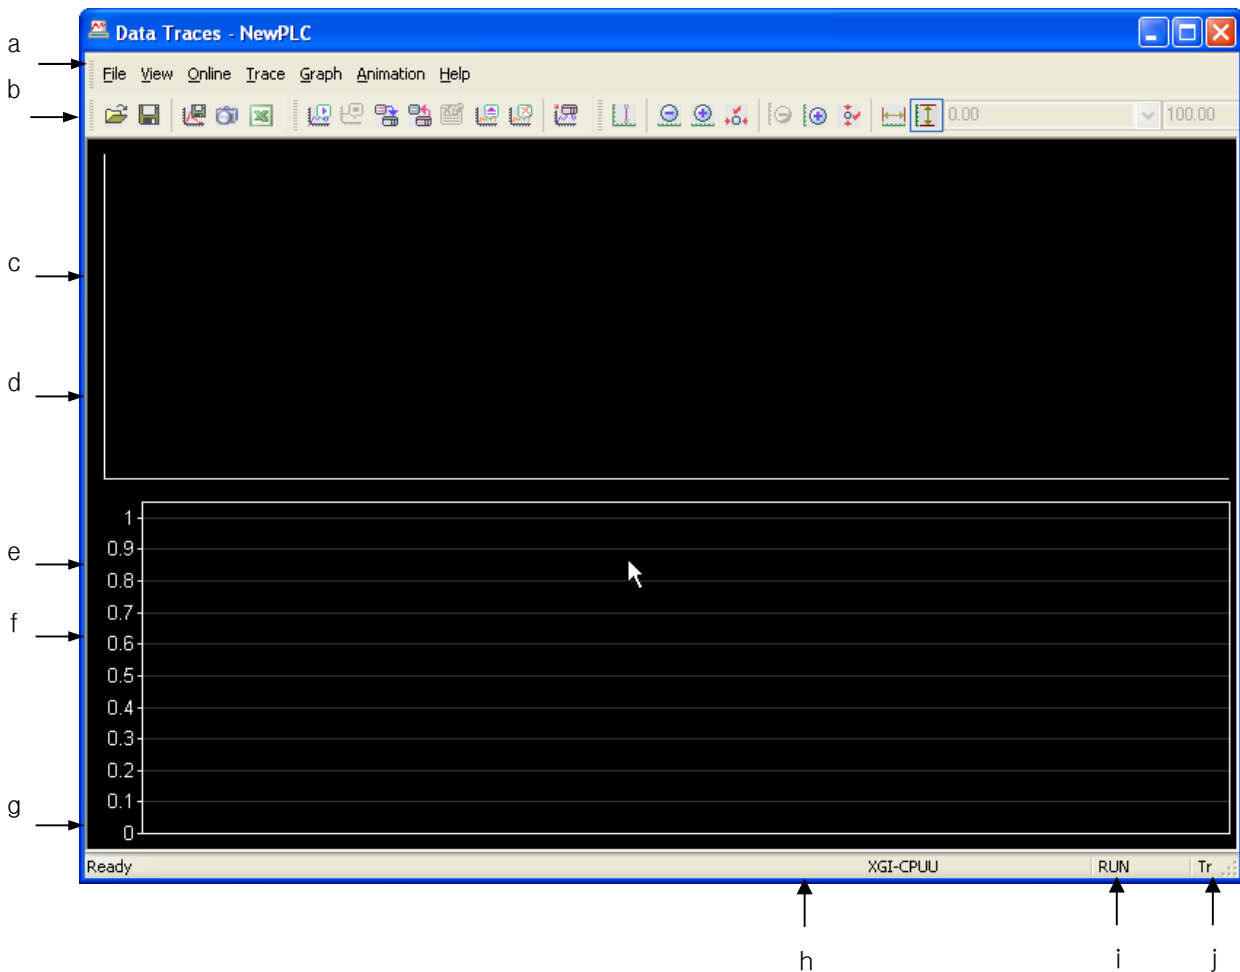 Data Traces - NewPLC
a
File View Online Trace Graph Animation Help
b
0.00 100.00
c
d
1
0.9
e
0.8
0.7
f
0.6
0.5
0.4
0.3
0.2
0.1
g
0
Ready XGI-CPUU RUN Tr
h i j